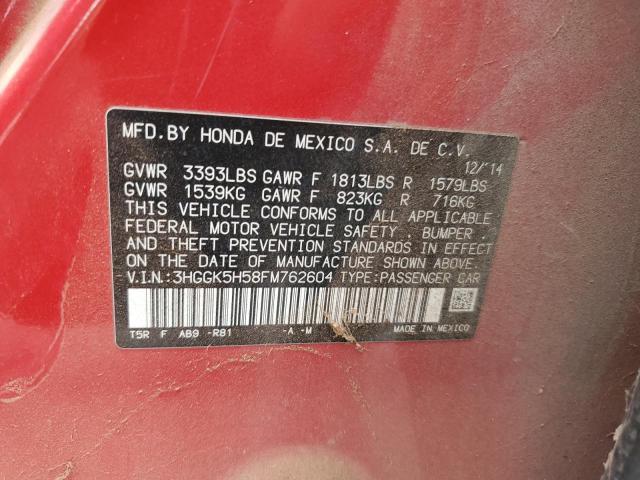 MFD.BY HONDA DE MEXICO S.A. DE C.V.
12/'14
GVWR 3393LBS GAWR F 1813LBS R 1579LBS
GVWR 1539KG GAWR F 823KG R 716KG
THIS VEHICLE CONFORMS TO ALL APPLICABLE
FEDERAL MOTOR VEHICLE SAFETY, BUMPER,
AND THEFT PREVENTION STANDARDS IN EFFECT
ON THE DATE OF MANUFACTURE SHOWN ABOVE.
V.I.N.:3HGGK5H58FM762604 TYPE:PASSENGER CAR
T5R F AB9 -R81 -A -M MADE IN MEXICO